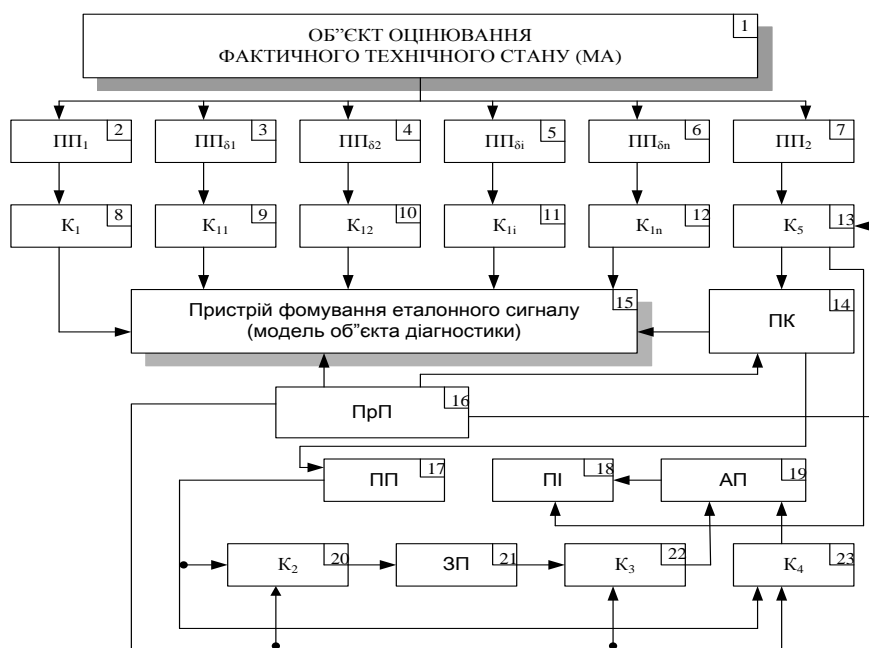 ОБ”ЄКТ ОЦІНЮВАННЯ
ФАКТИЧНОГО ТЕХНІЧНОГО СТАНУ (МА)
1
ПП₁
2
ППδ1
3
ППδ2
4
ППδi
5
ППδn
6
ПП₂
7
К₁
8
К₁₁
9
К₁₂
10
К₁ᵢ
11
К₁ₙ
12
К₅
13
Пристрій фомування еталонного сигналу
(модель об”єкта діагностики)
15
ПК
14
ПрП
16
ПП
17
ПІ
18
АП
19
К₂
20
ЗП
21
К₃
22
К₄
23